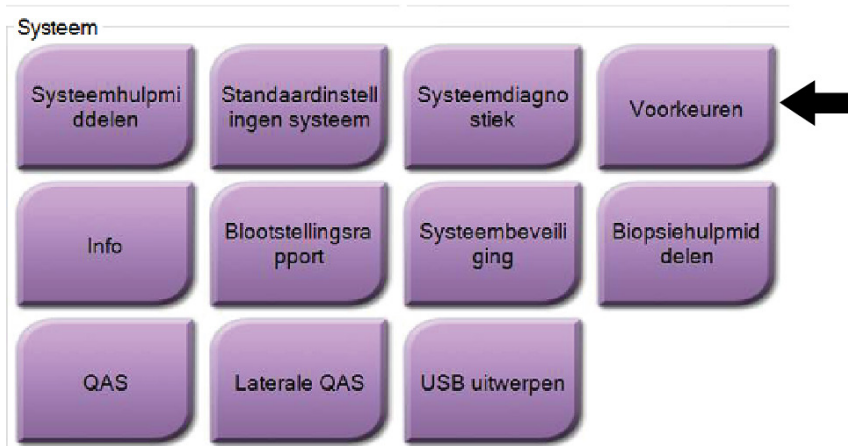 Systeem
Systeemhulpmi
ddelen
Standaardinstell
ingen systeem
Systeemdiagno
stiek
Voorkeuren
Info
Blootstellingsra
pport
Systeembeveili
ging
Biopsiehulpmid
delen
QAS
Laterale QAS
USB uitwerpen